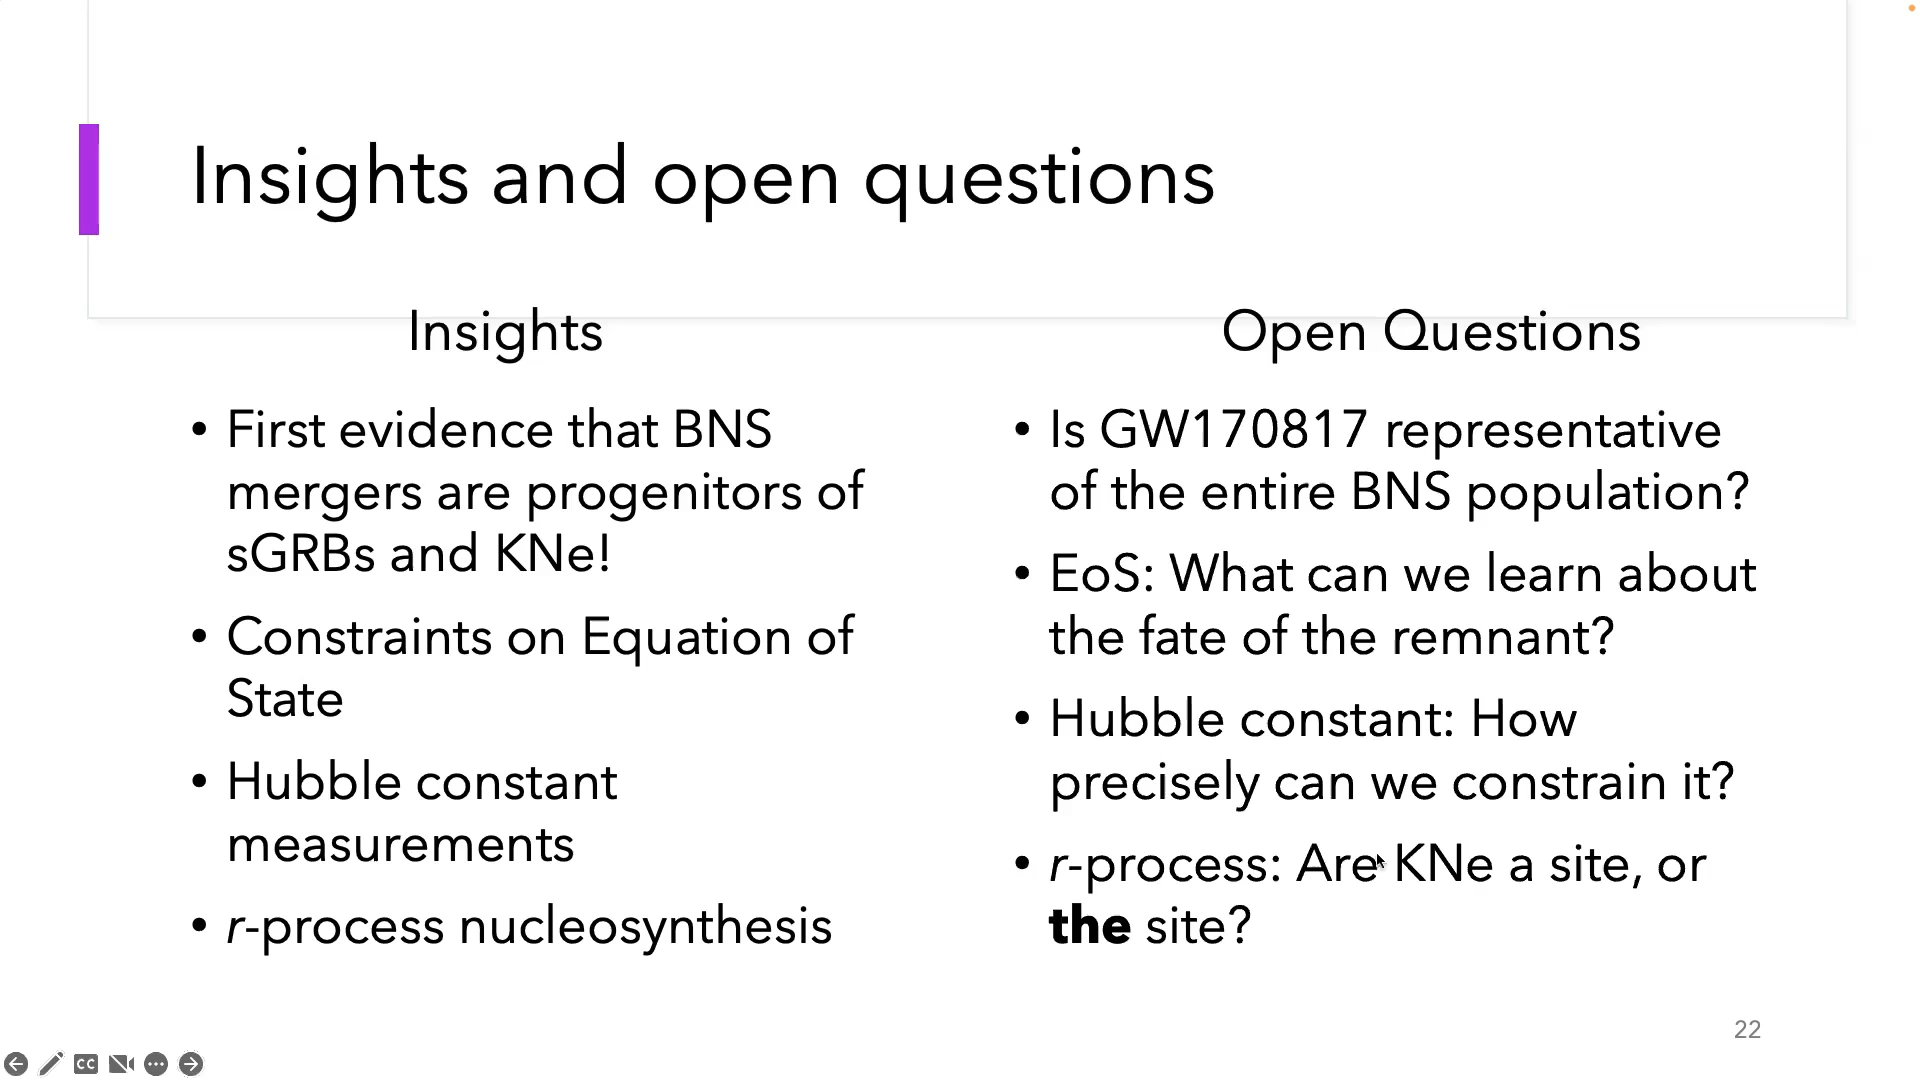 Insights and open questions
Insights
• First evidence that BNS
mergers are progenitors of
sGRBs and KNe!
• Constraints on Equation of
State
• Hubble constant
measurements
• r-process nucleosynthesis
Open Questions
• Is GW170817 representative
of the entire BNS population?
• EoS: What can we learn about
the fate of the remnant?
• Hubble constant: How
precisely can we constrain it?
• r-process: Are KNe a site, or
the site?
22
CC